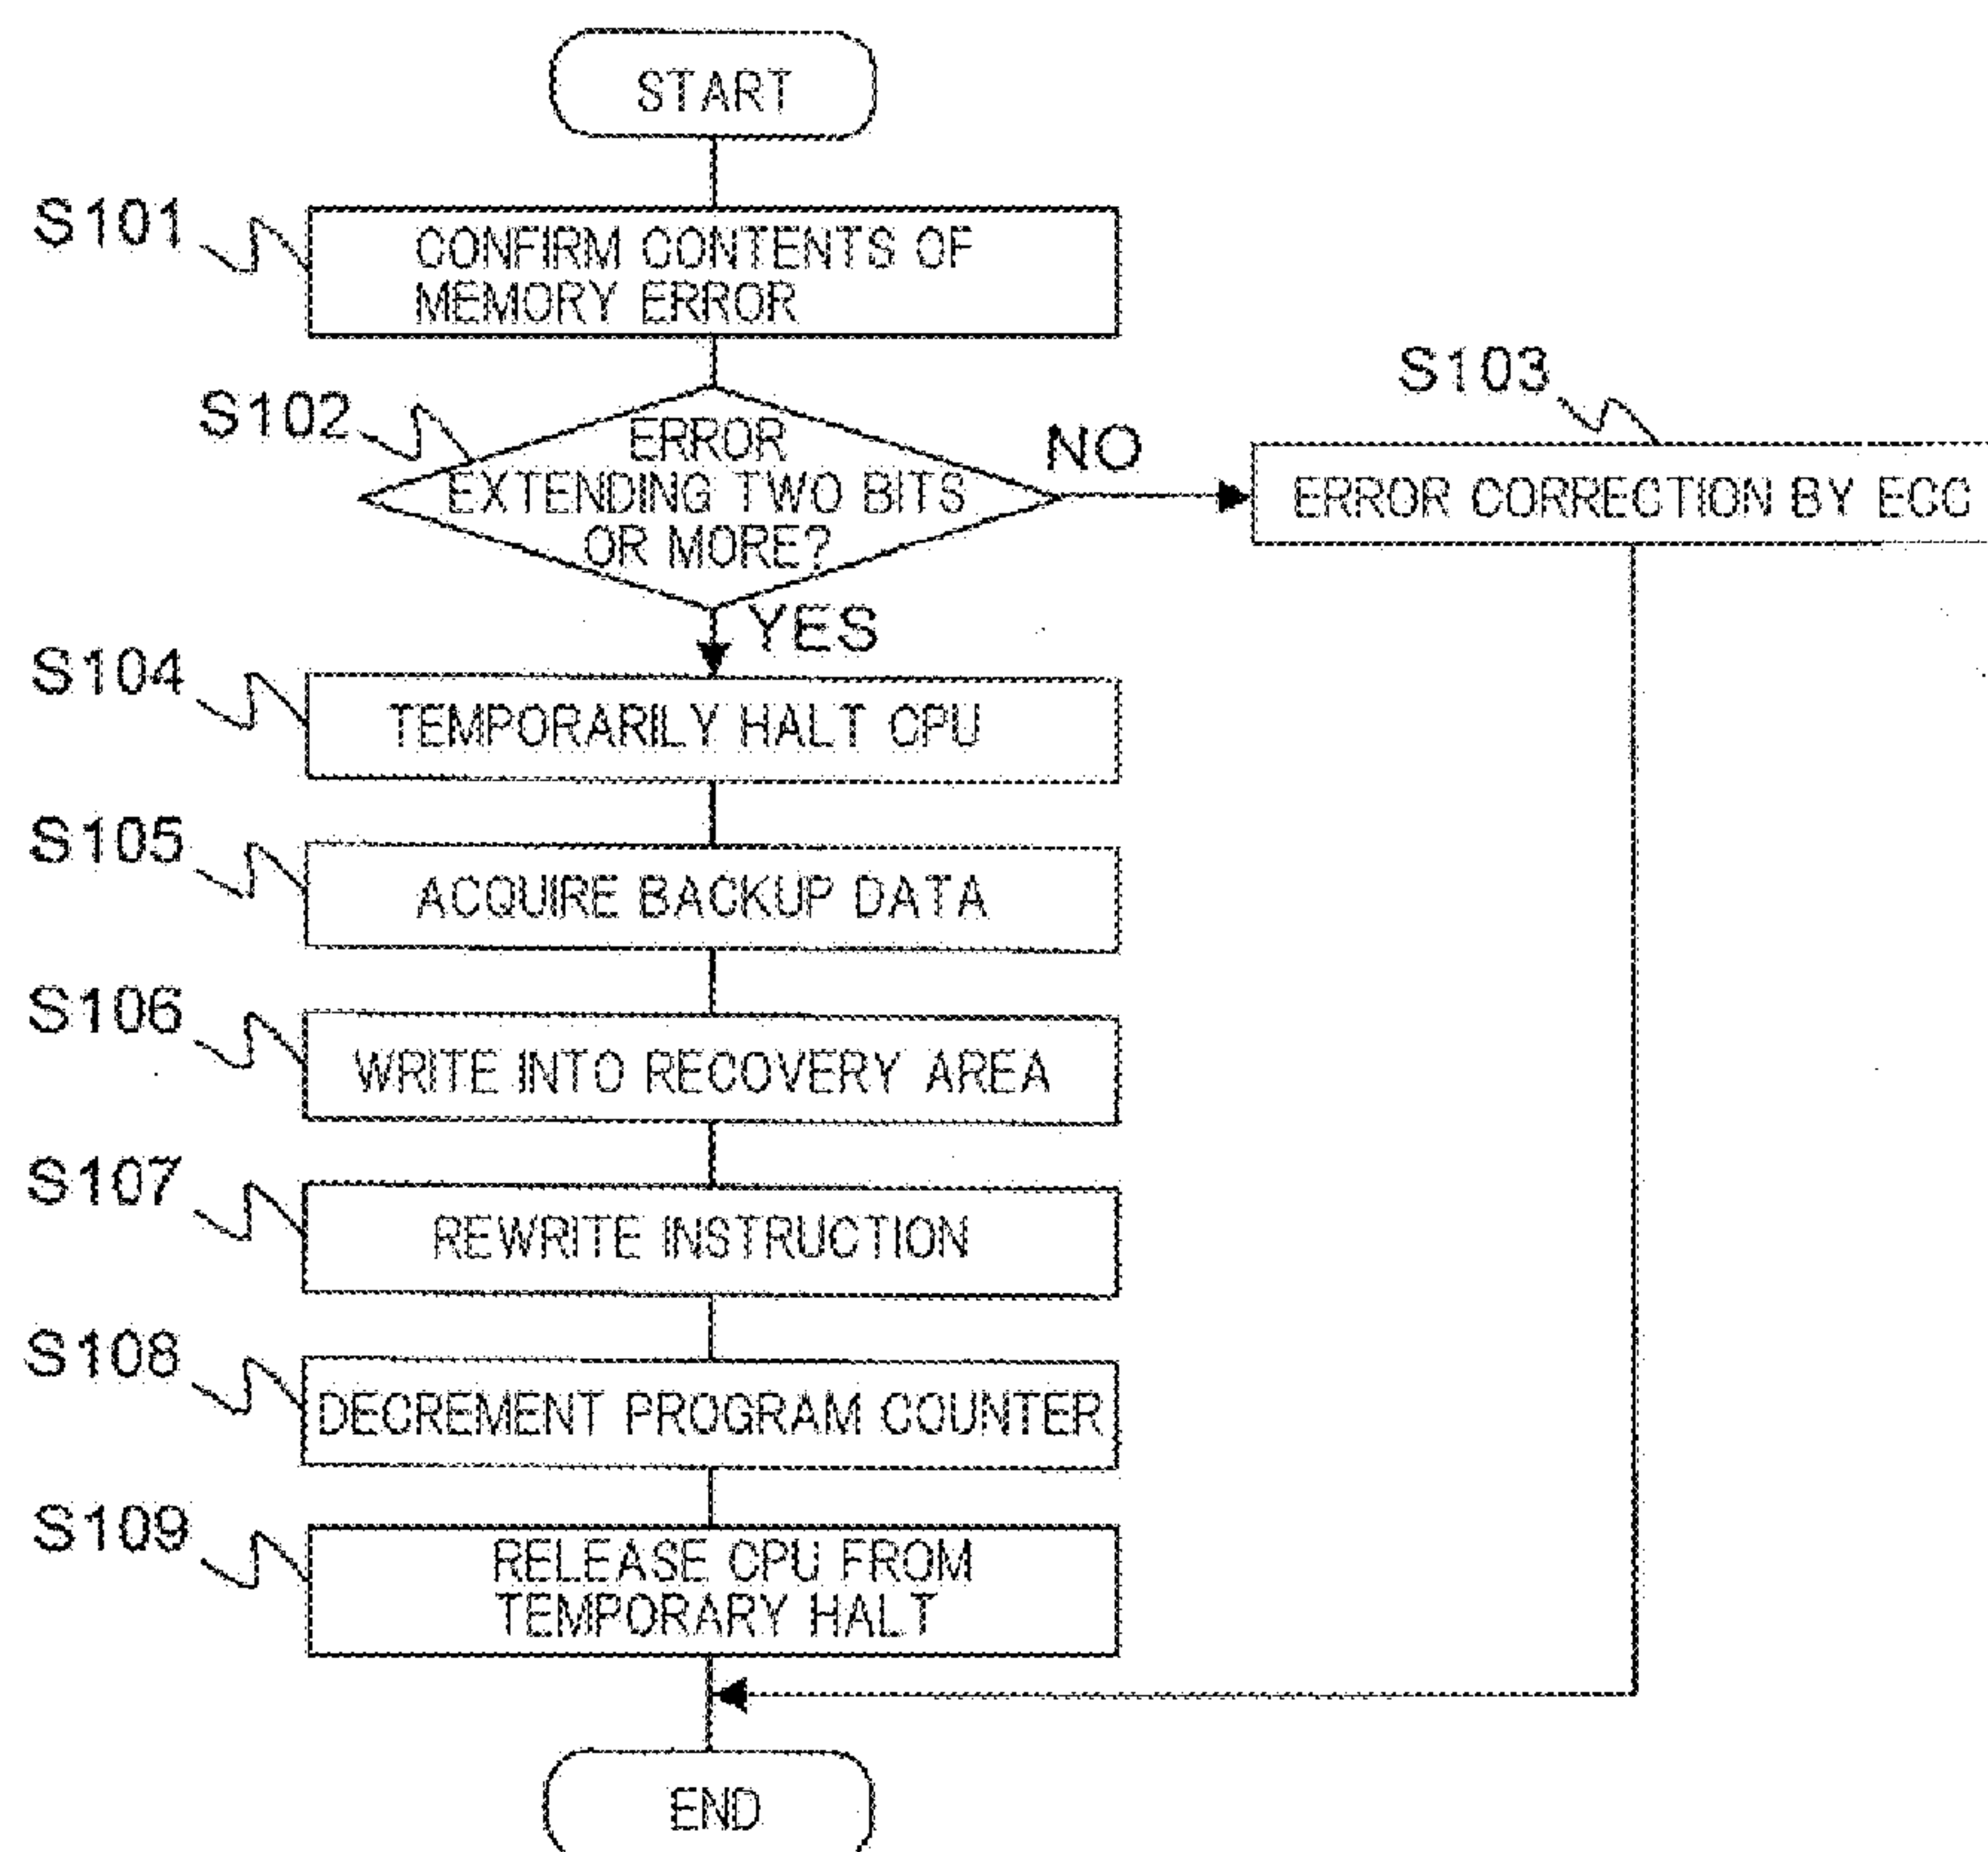 START
S101
CONFIRM CONTENTS OF
MEMORY ERROR
S102
ERROR
EXTENDING TWO BITS
OR MORE?
NO
S103
ERROR CORRECTION BY ECC
YES
S104
TEMPORARILY HALT CPU
S105
ACQUIRE BACKUP DATA
S106
WRITE INTO RECOVERY AREA
S107
REWRITE INSTRUCTION
S108
DECREMENT PROGRAM COUNTER
S109
RELEASE CPU FROM
TEMPORARY HALT
END